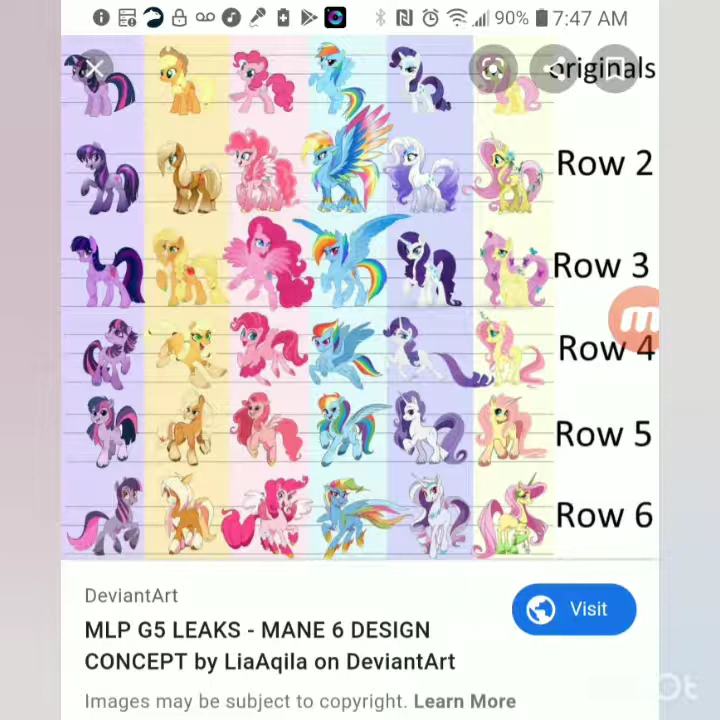 90% 7:47 AM
originals
Row 2
Row 3
Row 4
Row 5
Row 6
DeviantArt
Visit
MLP G5 LEAKS - MANE 6 DESIGN
CONCEPT by LiaAqila on DeviantArt
Images may be subject to copyright. Learn More